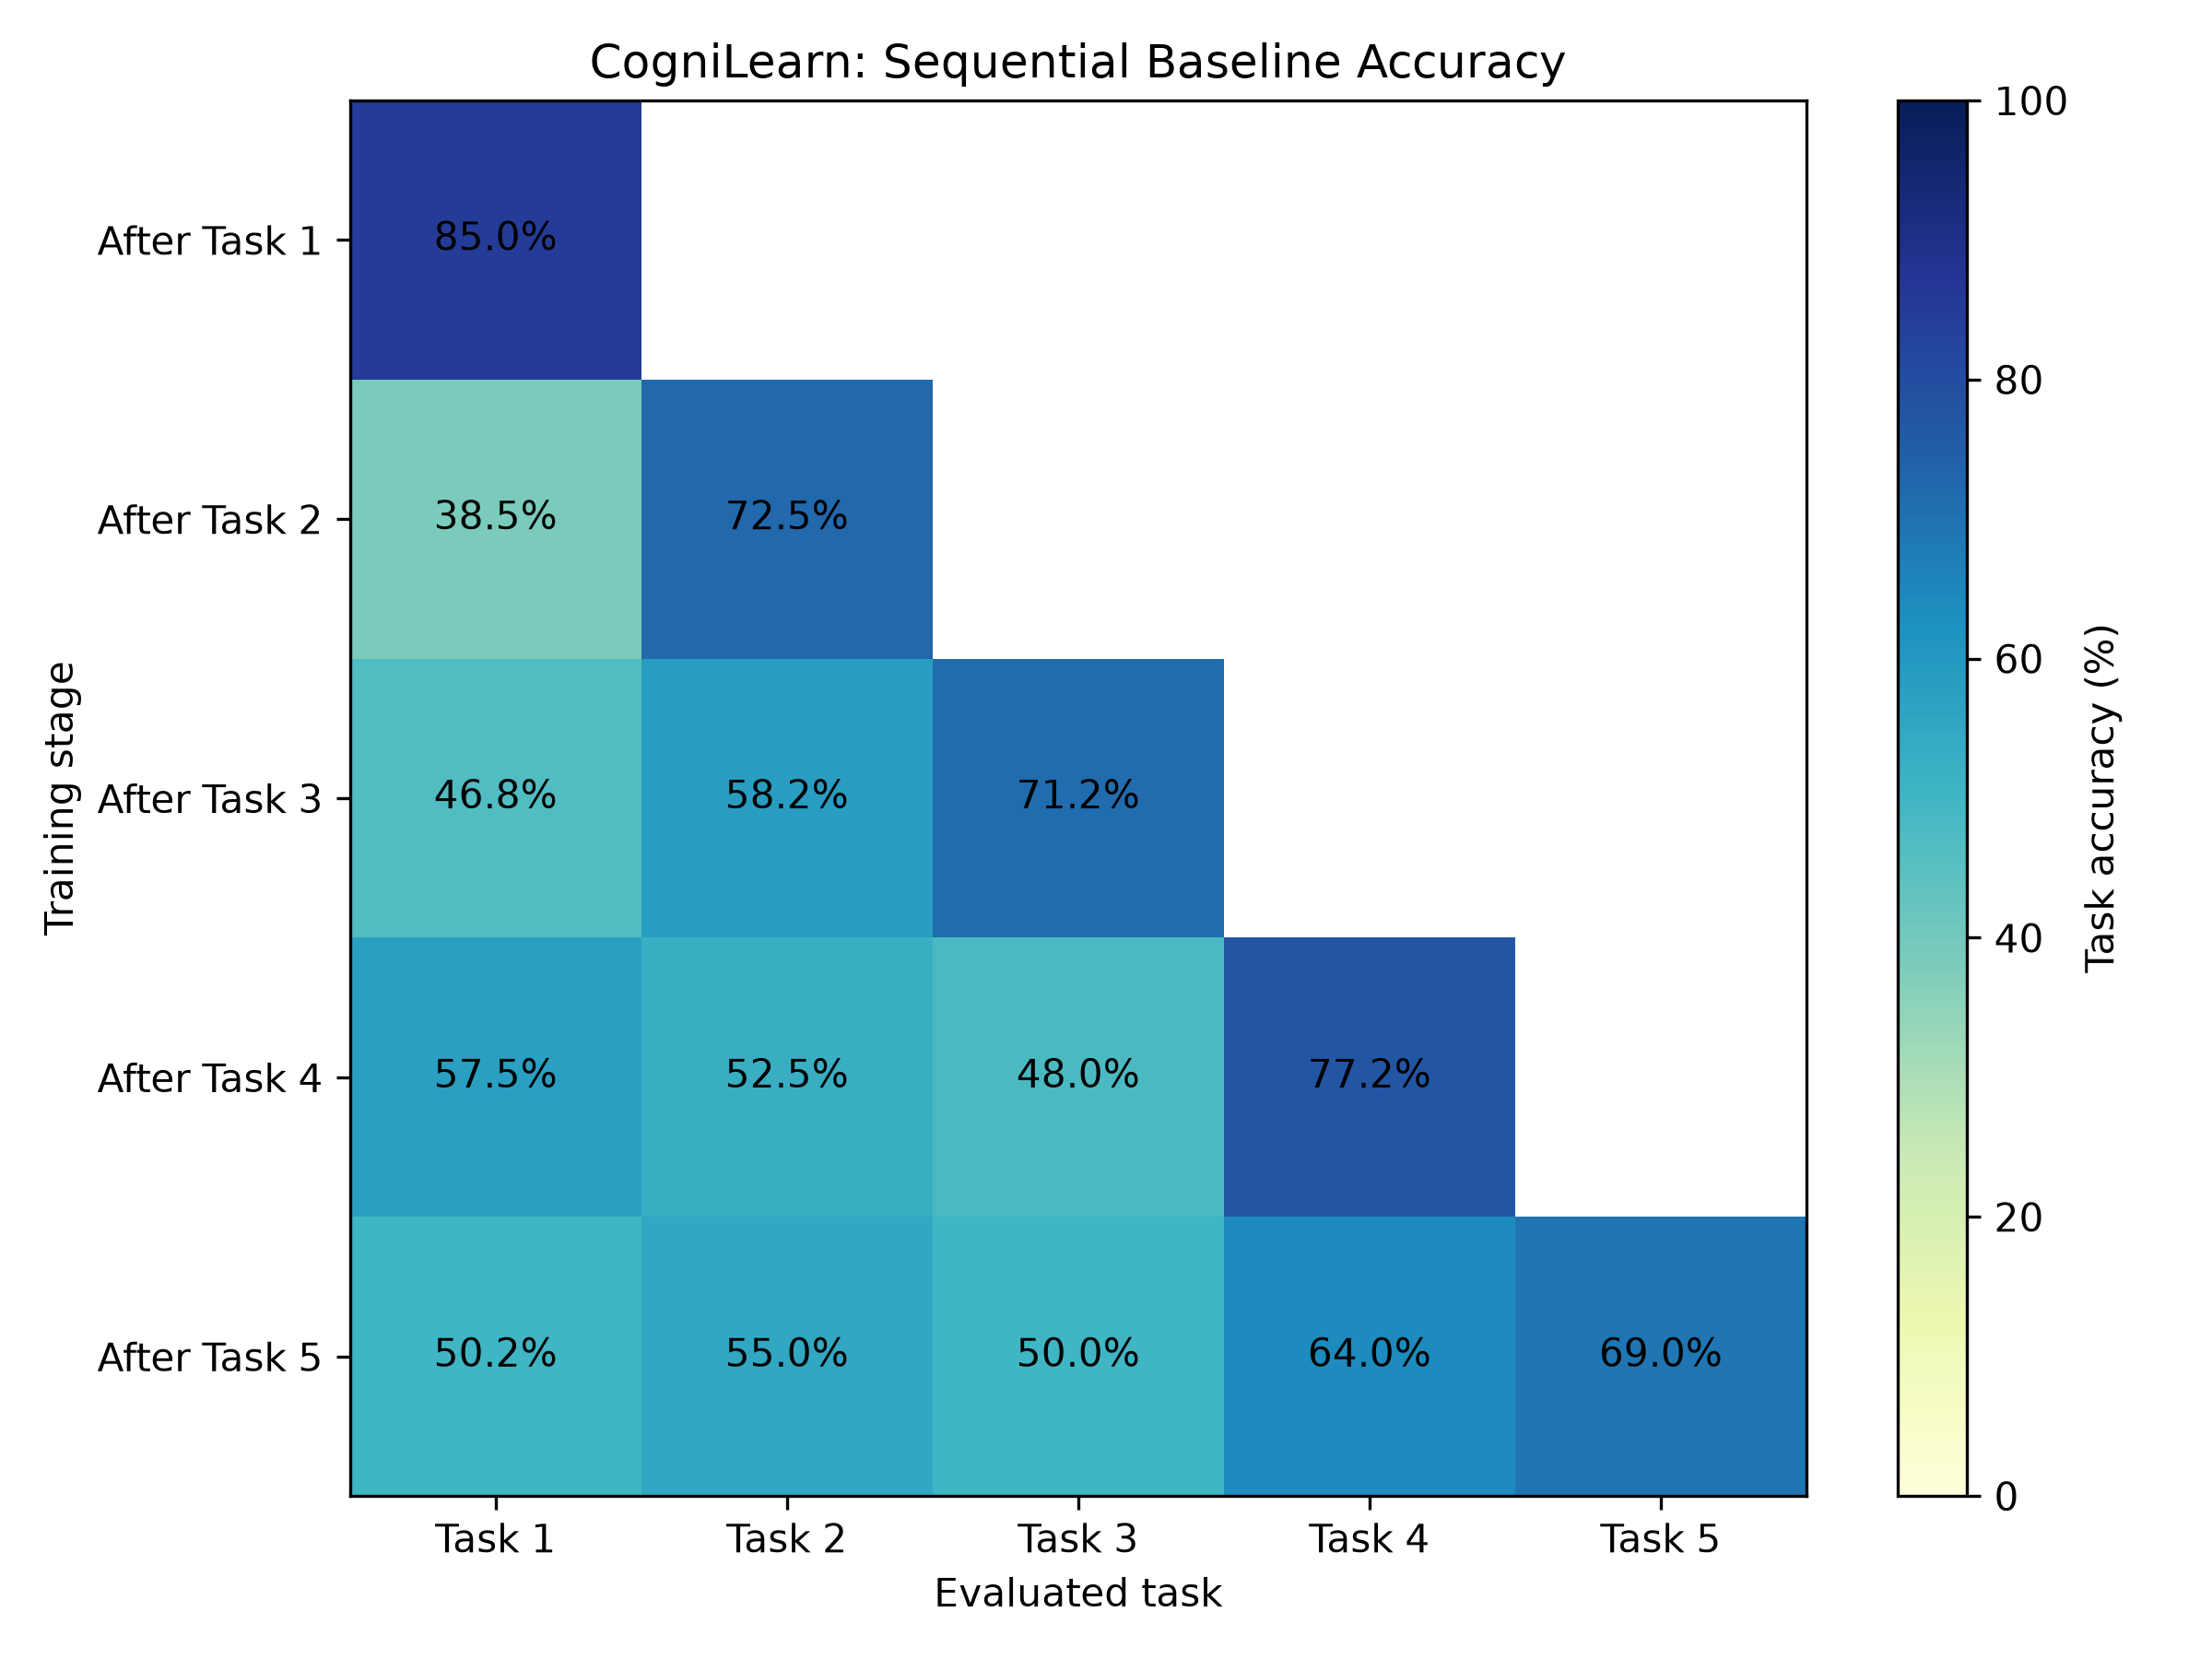 CogniLearn: Sequential Baseline Accuracy
Training stage
After Task 1
85.0%
After Task 2
38.5% 72.5%
After Task 3
46.8% 58.2% 71.2%
After Task 4
57.5% 52.5% 48.0% 77.2%
After Task 5
50.2% 55.0% 50.0% 64.0% 69.0%
Task 1 Task 2 Task 3 Task 4 Task 5
Evaluated task
100
80
60
40
20
0
Task accuracy (%)